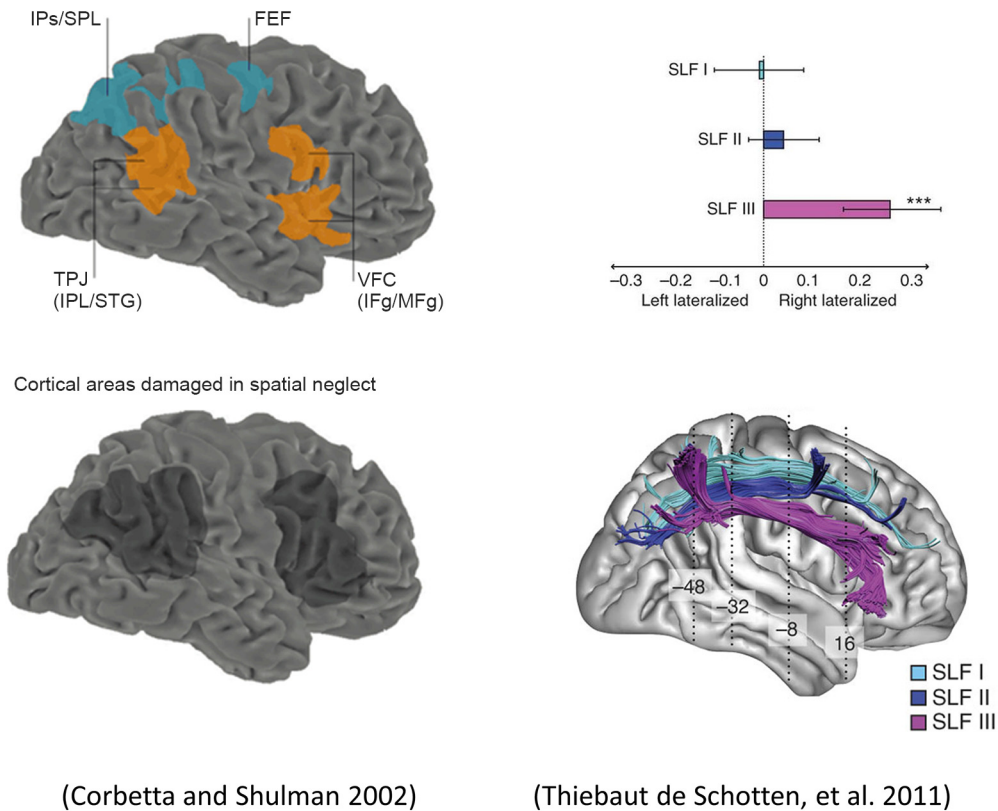 IPs/SPL
FEF
TPJ
(IPL/STG)
VFC
(IFg/MFg)
SLF I
SLF II
SLF III
***
−0.3 −0.2 −0.1 0 0.1 0.2 0.3
Left lateralized Right lateralized
Cortical areas damaged in spatial neglect
−48
−32
−8
16
SLF I
SLF II
SLF III
(Corbetta and Shulman 2002)
(Thiebaut de Schotten, et al. 2011)